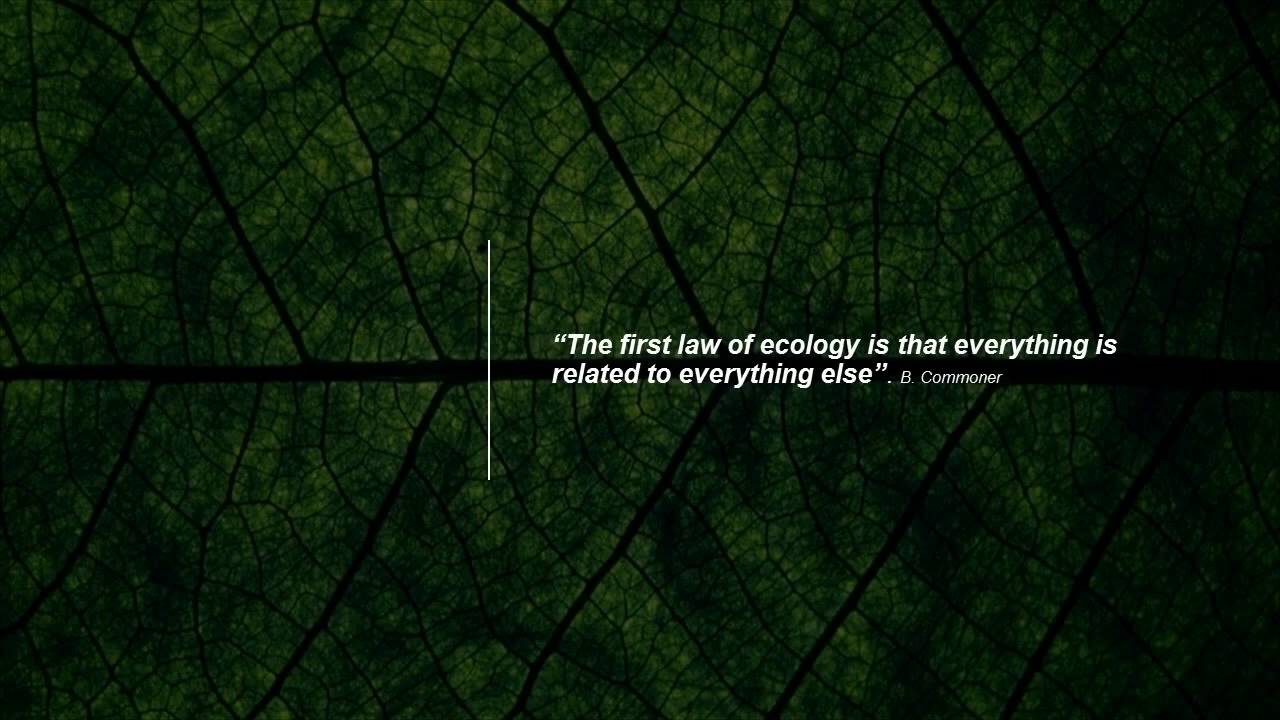 “The first law of ecology is that everything is
related to everything else”. B. Commoner